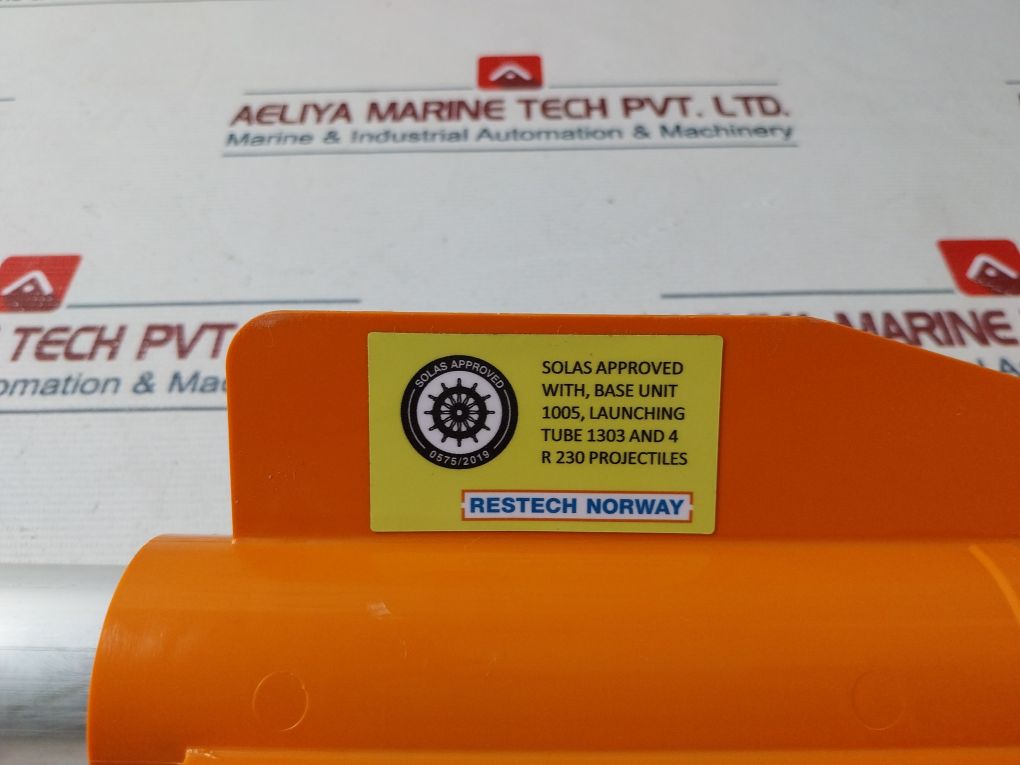 AELIYA MARINE TECH PVT. LTD.
Marine & Industrial Automation & Machinery
TECH PVT
MARINE
omation & Ma
SOLAS APPROVED
0575/2019
SOLAS APPROVED
WITH, BASE UNIT
1005, LAUNCHING
TUBE 1303 AND 4
R 230 PROJECTILES
RESTECH NORWAY